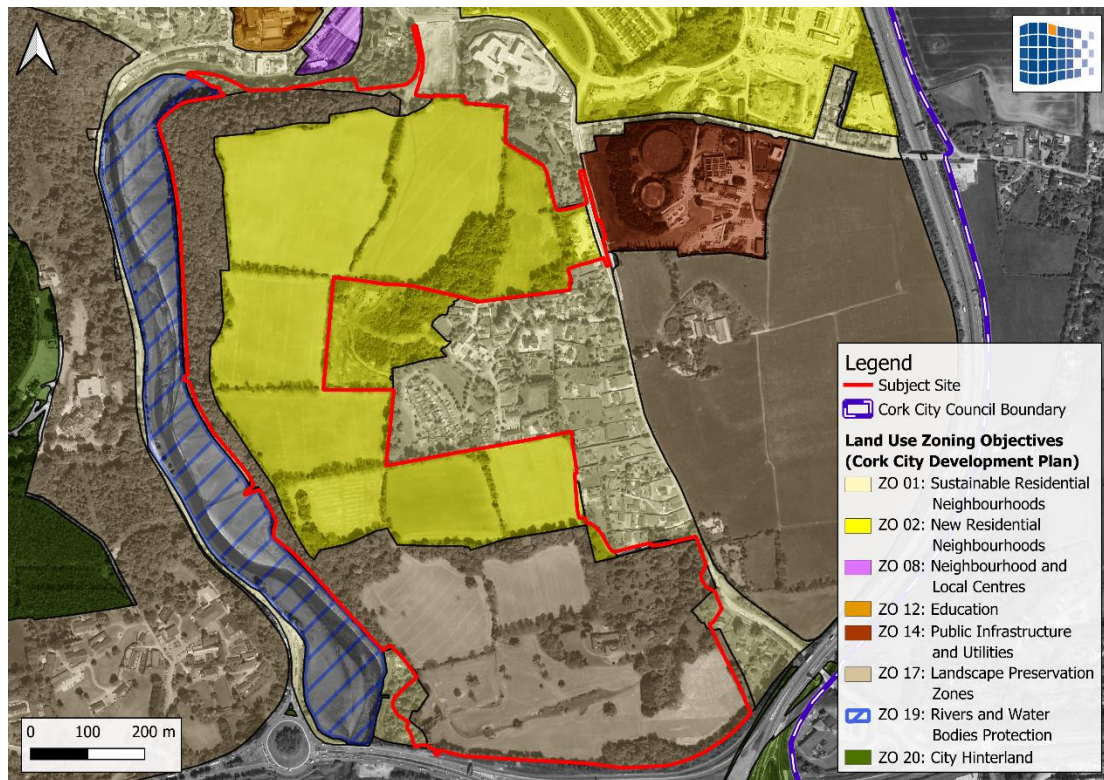 Legend
Subject Site
Cork City Council Boundary
Land Use Zoning Objectives
(Cork City Development Plan)
ZO 01: Sustainable Residential
Neighbourhoods
ZO 02: New Residential
Neighbourhoods
ZO 08: Neighbourhood and
Local Centres
ZO 12: Education
ZO 14: Public Infrastructure
and Utilities
ZO 17: Landscape Preservation
Zones
ZO 19: Rivers and Water
Bodies Protection
ZO 20: City Hinterland
0 100 200 m